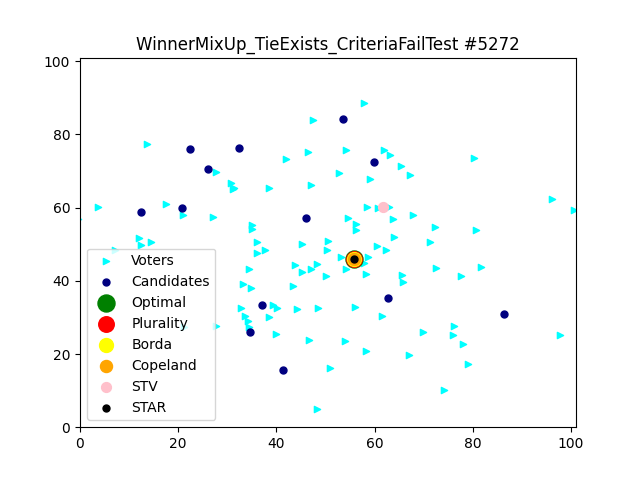 WinnerMixUp_TieExists_CriteriaFailTest #5272
100
80
60
40
20
0
Voters
Candidates
Optimal
Plurality
Borda
Copeland
STV
STAR
0 20 40 60 80 100